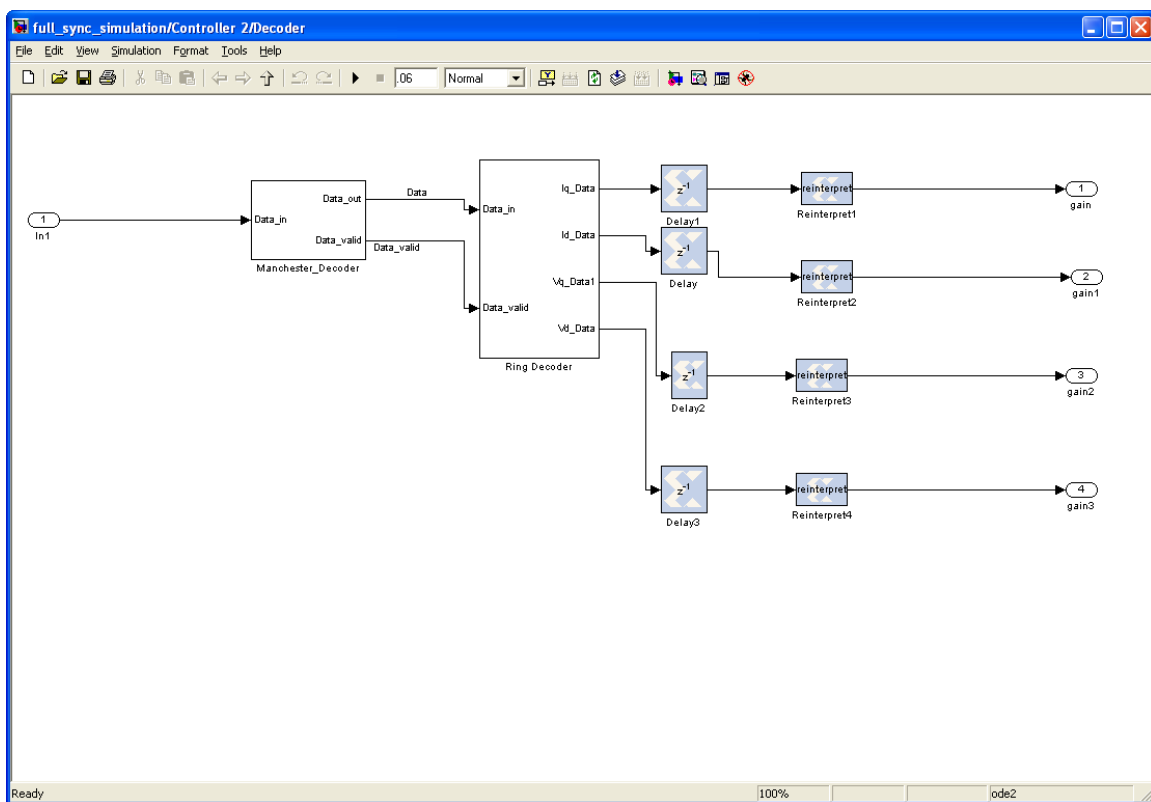 full_sync_simulation/Controller 2/Decoder
File Edit View Simulation Format Tools Help
.06 Normal
1
In1
Data_in
Data_out
Data_valid
Manchester_Decoder
Data
Data_valid
Data_in
Data_valid
Iq_Data
Id_Data
Vq_Data1
Vd_Data
Ring Decoder
z-1
Delay1
reinterpret
Reinterpret1
1
gain
z-1
Delay
reinterpret
Reinterpret2
2
gain1
z-1
Delay2
reinterpret
Reinterpret3
3
gain2
z-1
Delay3
reinterpret
Reinterpret4
4
gain3
Ready 100% ode2